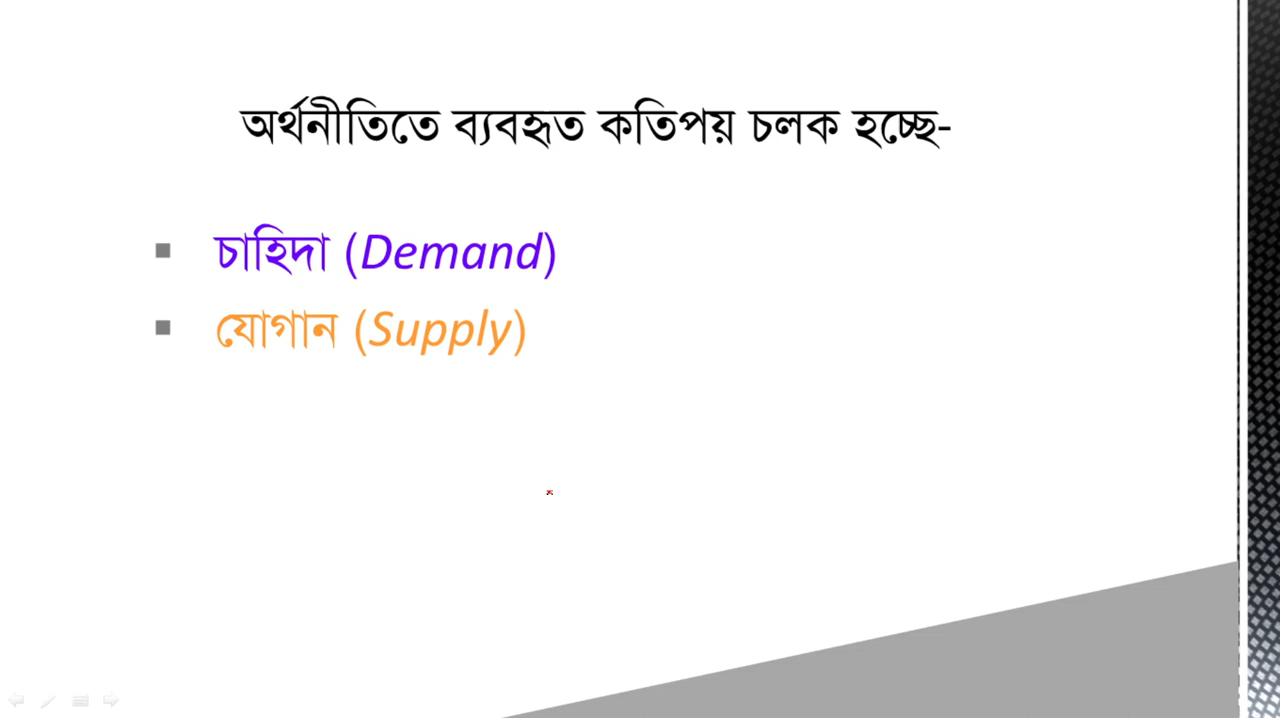 অর্থনীতিতে ব্যবহৃত কতিপয় চলক হচ্ছে-
▪ চাহিদা (Demand)
▪ যোগান (Supply)